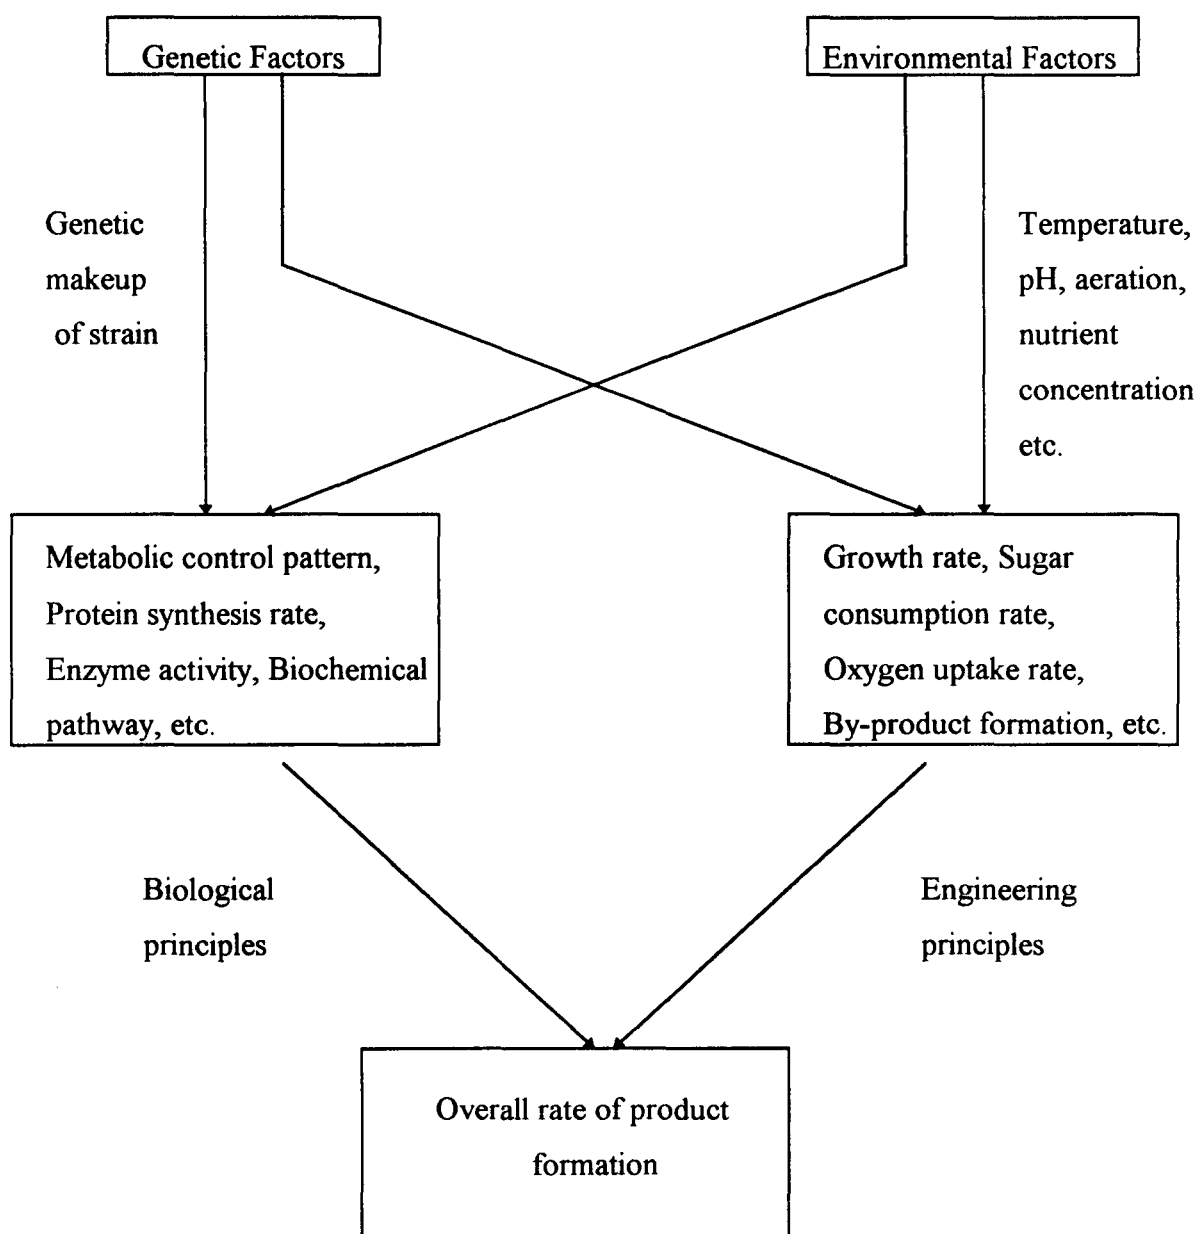 Genetic Factors
Environmental Factors
Genetic
makeup
of strain
Temperature,
pH, aeration,
nutrient
concentration
etc.
Metabolic control pattern,
Protein synthesis rate,
Enzyme activity, Biochemical
pathway, etc.
Growth rate, Sugar
consumption rate,
Oxygen uptake rate,
By-product formation, etc.
Biological
principles
Engineering
principles
Overall rate of product
formation